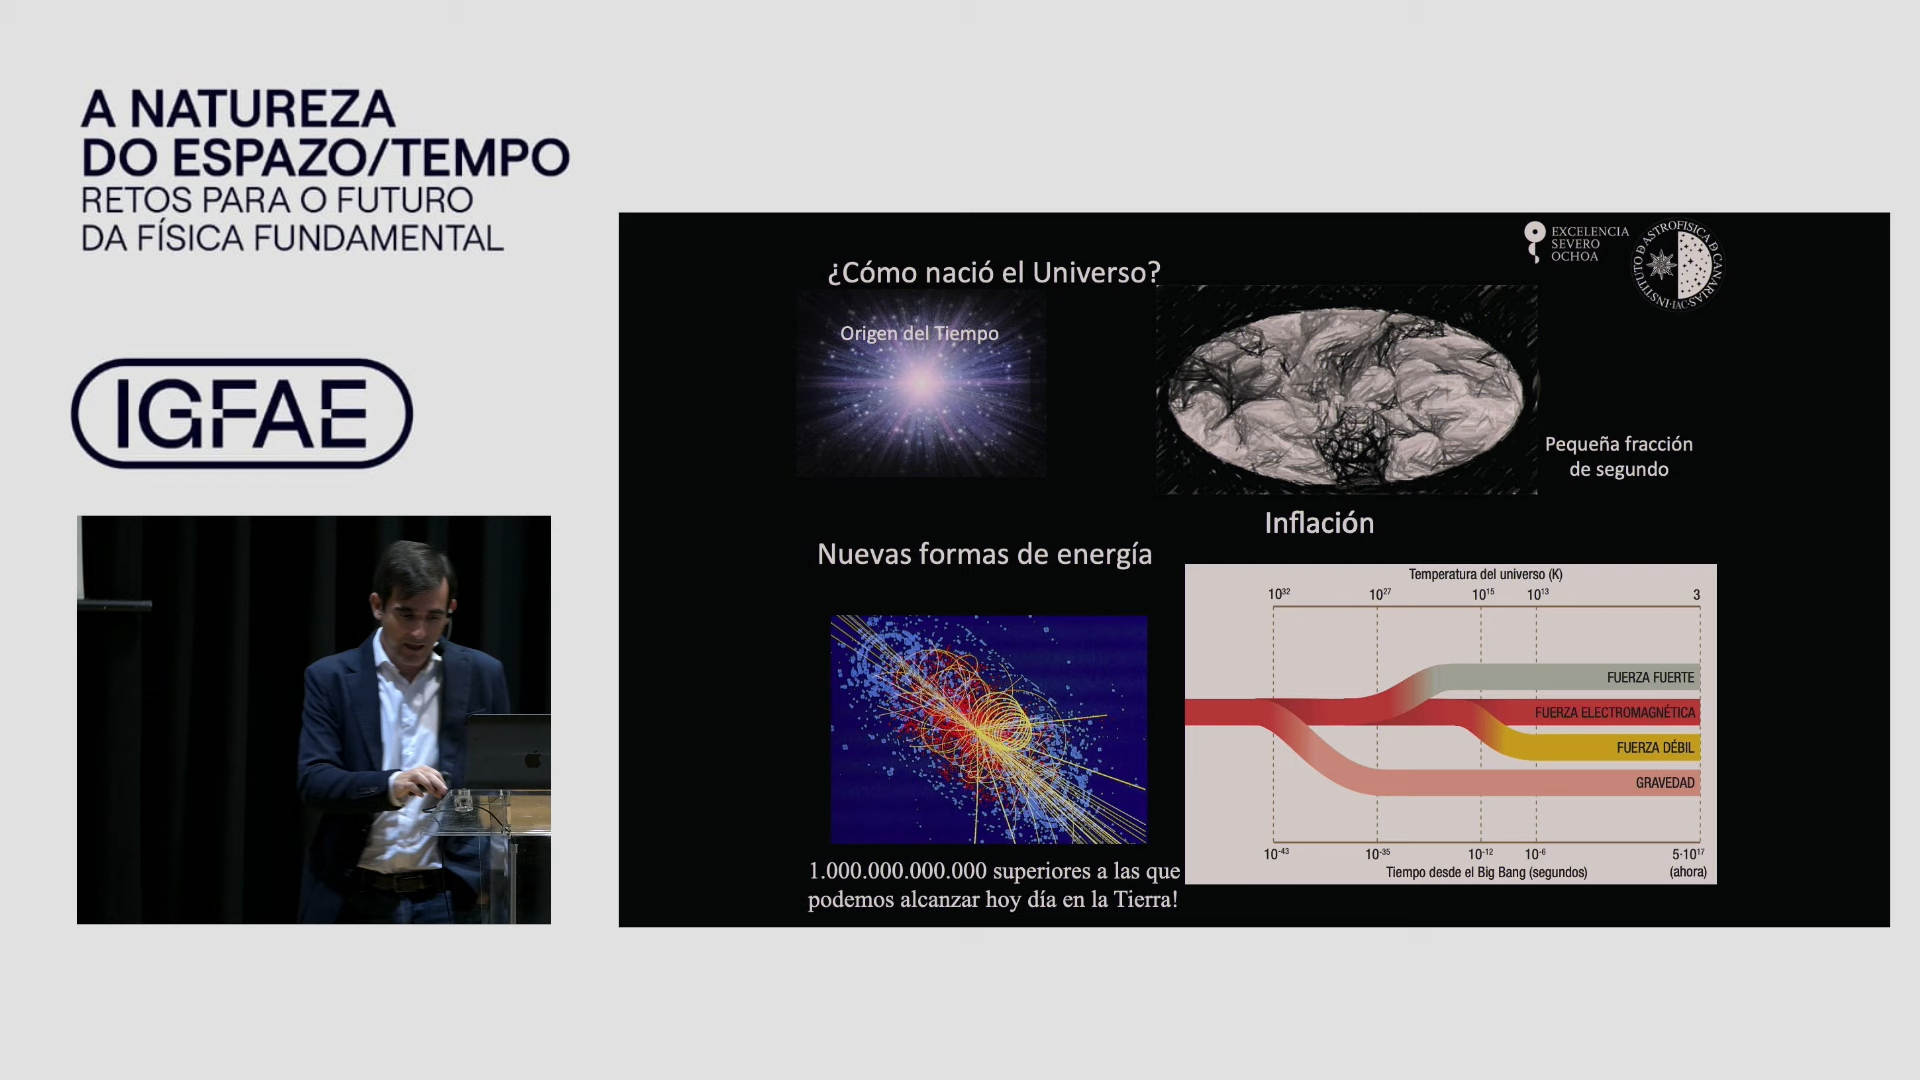 A NATUREZA
DO ESPAZO/TEMPO
RETOS PARA O FUTURO
DA FÍSICA FUNDAMENTAL
IGFAE
EXCELENCIA
SEVERO
OCHOA
INSTITUTO D ASTROFISICA D CANARIAS
·IAC·
¿Cómo nació el Universo?
Origen del Tiempo
Pequeña fracción
de segundo
Inflación
Nuevas formas de energía
1.000.000.000.000 superiores a las que
podemos alcanzar hoy día en la Tierra!
Temperatura del universo (K)
10³² 10²⁷ 10¹⁵ 10¹³ 3
FUERZA FUERTE
FUERZA ELECTROMAGNÉTICA
FUERZA DÉBIL
GRAVEDAD
10⁻⁴³ 10⁻³⁵ 10⁻¹² 10⁻⁶ 5·10¹⁷
Tiempo desde el Big Bang (segundos) (ahora)